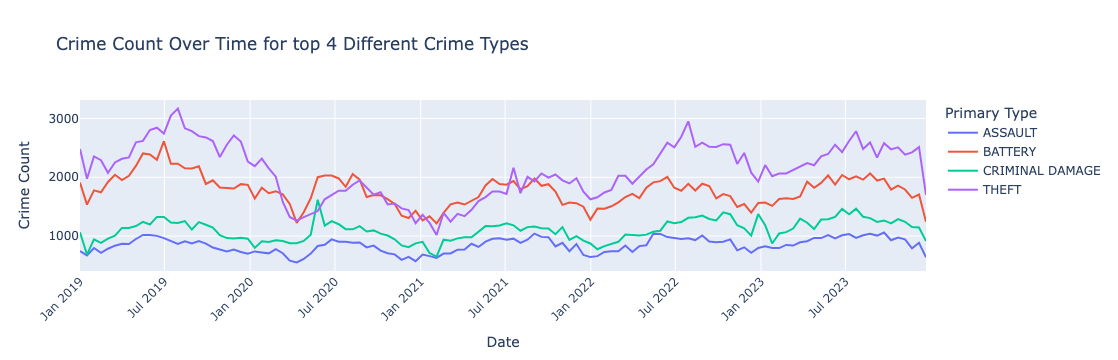 Crime Count Over Time for top 4 Different Crime Types
Primary Type
ASSAULT
BATTERY
CRIMINAL DAMAGE
THEFT
Crime Count
3000
2000
1000
Jan 2019
Jul 2019
Jan 2020
Jul 2020
Jan 2021
Jul 2021
Jan 2022
Jul 2022
Jan 2023
Jul 2023
Date